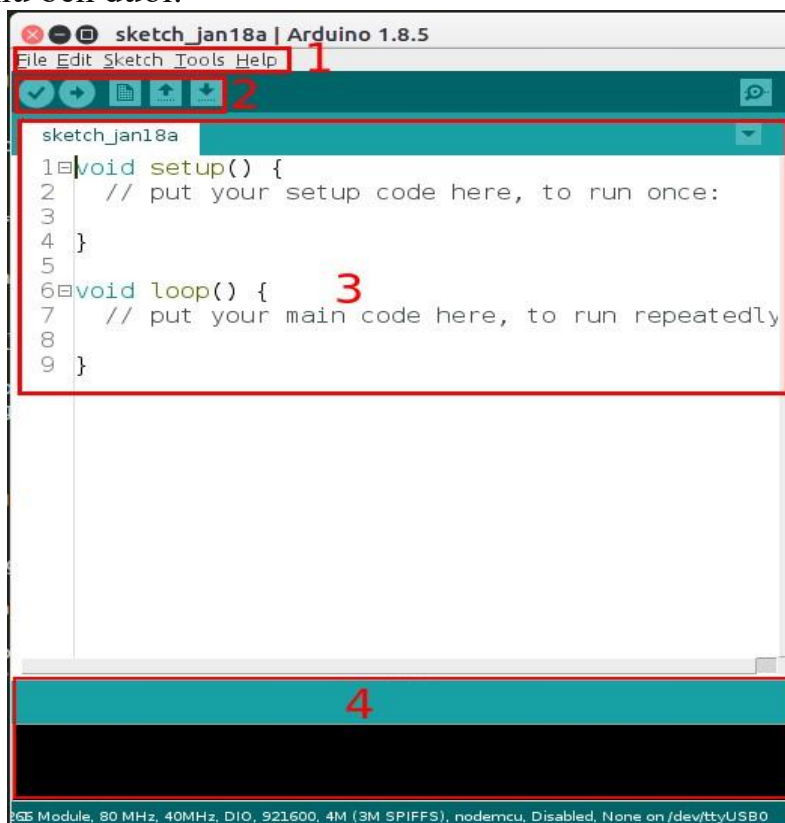 bên dưới.
sketch_jan18a | Arduino 1.8.5
File Edit Sketch Tools Help 1
2
sketch_jan18a
1 void setup() {
2 // put your setup code here, to run once:
3
4 }
5
6 void loop() {
3
7 // put your main code here, to run repeatedly
8
9 }
4
Module, 80 MHz, 40MHz, DIO, 921600, 4M (3M SPIFFS), nodemcu, Disabled, None on /dev/ttyUSB0